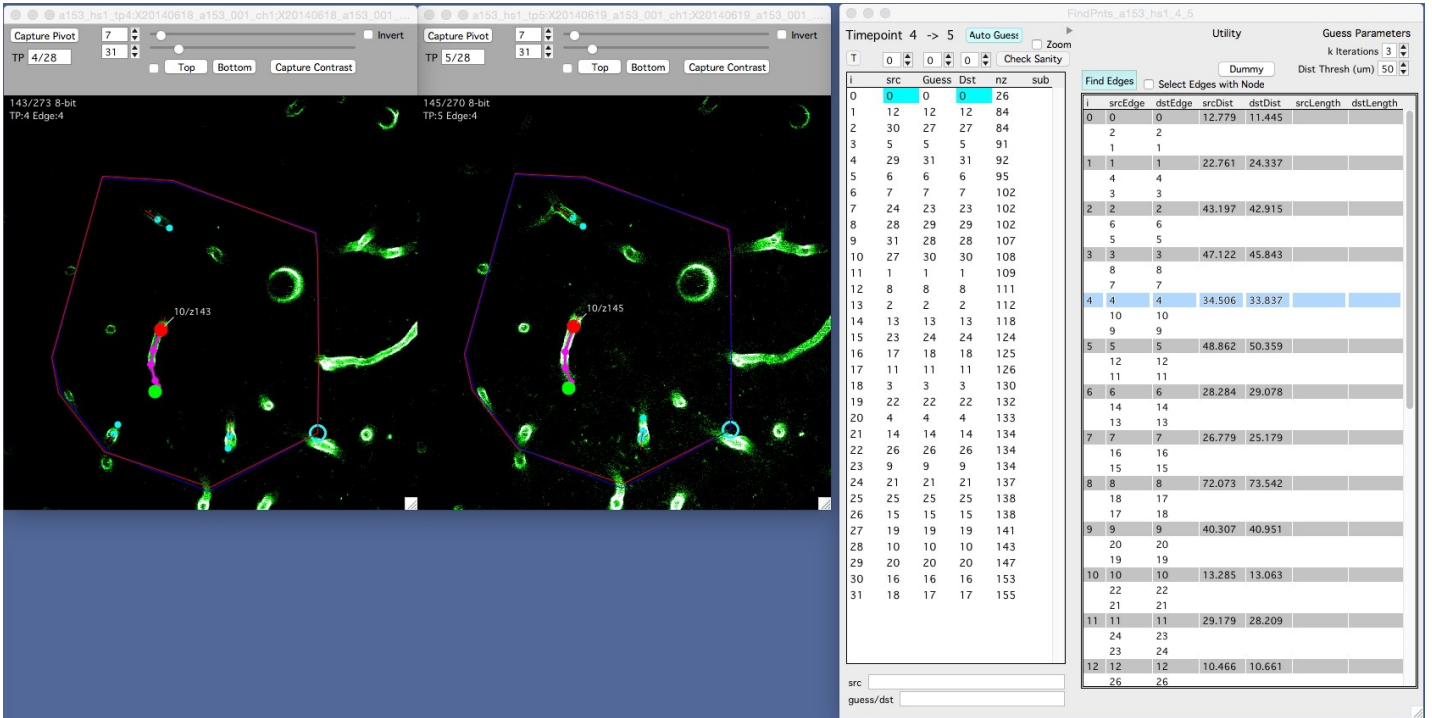 a153_hs1_tp4:X20140618_a153_001_ch1;X20140618_a153_001_...
Capture Pivot 7 Invert
TP 4/28 31
Top Bottom Capture Contrast
143/273 8-bit
TP:4 Edge:4
10/z143
a153_hs1_tp5:X20140619_a153_001_ch1;X20140619_a153_001_...
Capture Pivot 7 Invert
TP 5/28 31
Top Bottom Capture Contrast
145/270 8-bit
TP:5 Edge:4
10/z145
FindPnts_a153_hs1_4_5
Timepoint 4 -> 5 Auto Guess Zoom
T 0 0 0 Check Sanity
i src Guess Dst nz sub
0 0 0 0 26
1 12 12 12 84
2 30 27 27 84
3 5 5 5 91
4 29 31 31 92
5 6 6 6 95
6 7 7 7 102
7 24 23 23 102
8 28 29 29 102
9 31 28 28 107
10 27 30 30 108
11 1 1 1 109
12 8 8 8 111
13 2 2 2 112
14 13 13 13 118
15 23 24 24 124
16 17 18 18 125
17 11 11 11 126
18 3 3 3 130
19 22 22 22 132
20 4 4 4 133
21 14 14 14 134
22 26 26 26 134
23 9 9 9 134
24 21 21 21 137
25 25 25 25 138
26 15 15 15 138
27 19 19 19 141
28 10 10 10 143
29 20 20 20 147
30 16 16 16 153
31 18 17 17 155
src
guess/dst
Utility Guess Parameters
k Iterations 3
Dummy Dist Thresh (um) 50
Find Edges Select Edges with Node
i srcEdge dstEdge srcDist dstDist srcLength dstLength
0 0 0 12.779 11.445
2 2
1 1
1 1 1 22.761 24.337
4 4
3 3
2 2 2 43.197 42.915
6 6
5 5
3 3 3 47.122 45.843
8 8
7 7
4 4 4 34.506 33.837
10 10
9 9
5 5 5 48.862 50.359
12 12
11 11
6 6 6 28.284 29.078
14 14
13 13
7 7 7 26.779 25.179
16 16
15 15
8 8 8 72.073 73.542
18 17
17 18
9 9 9 40.307 40.951
20 20
19 19
10 10 10 13.285 13.063
22 22
21 21
11 11 11 29.179 28.209
24 23
23 24
12 12 12 10.466 10.661
26 26